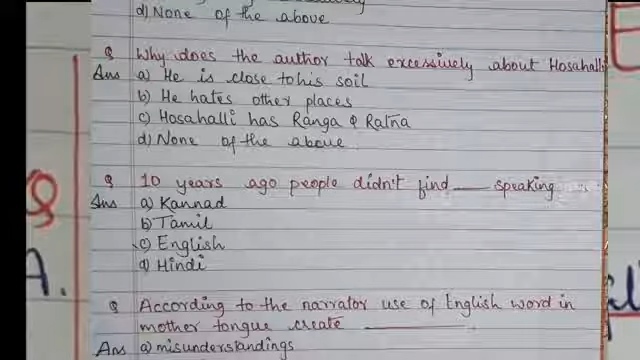 d) None of the above
Q Why does the author talk excessively about Hosahalli
Ans a) He is close to his soil
b) He hates other places
c) Hosahalli has Ranga & Ratna
d) None of the above
Q 10 years ago people didn't find ___ speaking
Ans a) Kannad
b) Tamil
c) English
d) Hindi
Q According to the narrator use of English word in
mother tongue create ___
Ans a) misunderstandings
A.